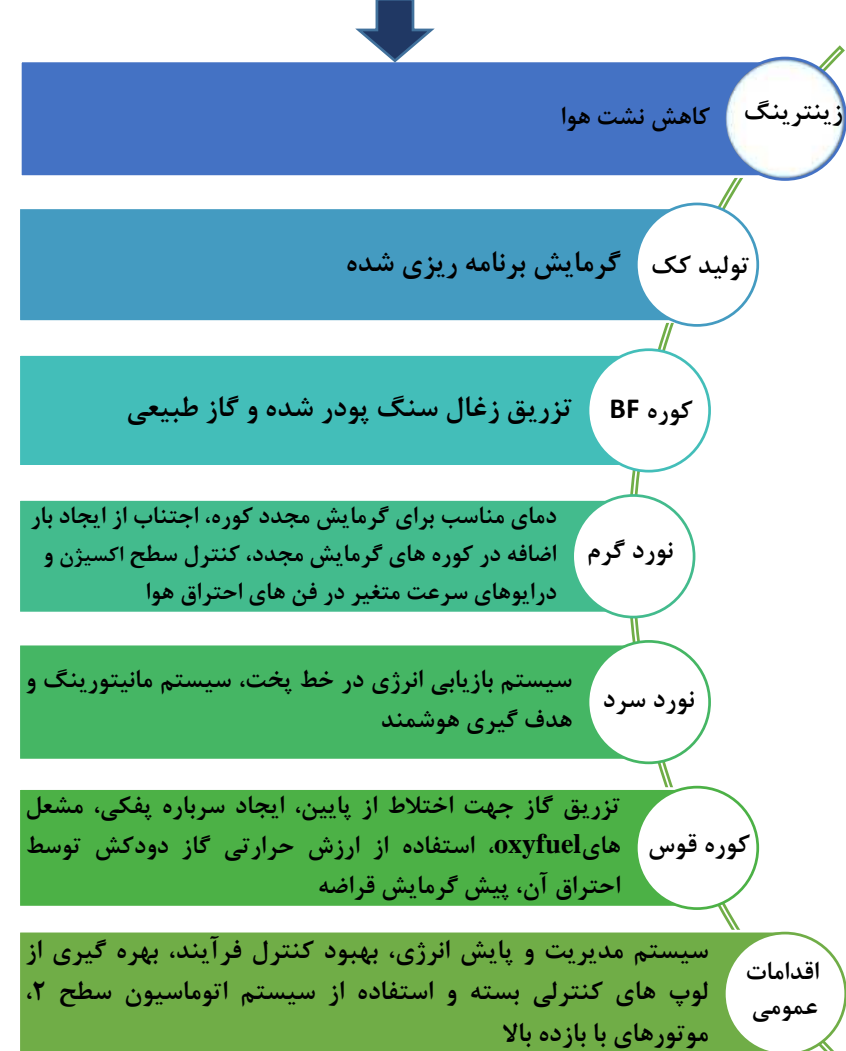 زینترینگ
کاهش نشت هوا
تولید کک
گرمایش برنامه ریزی شده
کوره BF
تزریق زغال سنگ پودر شده و گاز طبیعی
نورد گرم
دمای مناسب برای گرمایش مجدد کوره، اجتناب از ایجاد بار
اضافه در کوره های گرمایش مجدد، کنترل سطح اکسیژن و
درایوهای سرعت متغیر در فن های احتراق هوا
نورد سرد
سیستم بازیابی انرژی در خط پخت، سیستم مانیتورینگ و
هدف گیری هوشمند
کوره قوس
تزریق گاز جهت اختلاط از پایین، ایجاد سرباره پفکی، مشعل
هایoxyfuel، استفاده از ارزش حرارتی گاز دودکش توسط
احتراق آن، پیش گرمایش قراضه
اقدامات
عمومی
سیستم مدیریت و پایش انرژی، بهبود کنترل فرآیند، بهره گیری از
لوپ های کنترلی بسته و استفاده از سیستم اتوماسیون سطح ۲،
موتورهای با بازده بالا